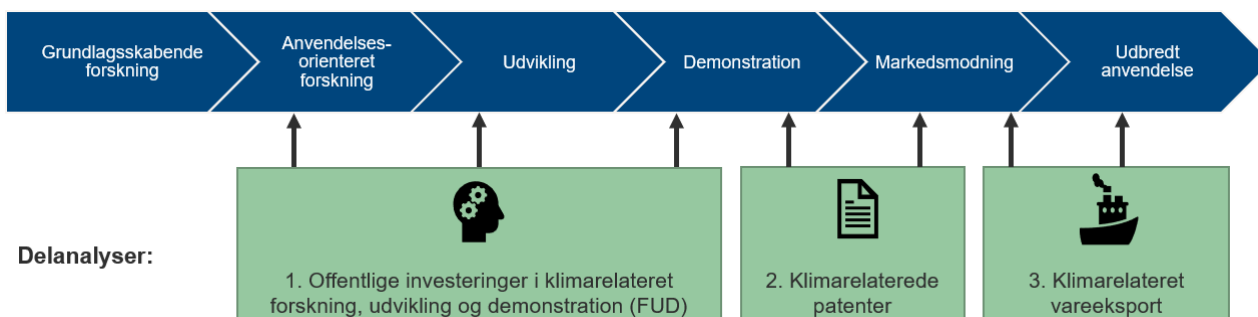 Grundlagsskabende
forskning
Anvendelses-
orienteret
forskning
Udvikling
Demonstration
Markedsmodning
Udbredt
anvendelse
Delanalyser:
1. Offentlige investeringer i klimarelateret
forskning, udvikling og demonstration (FUD)
2. Klimarelaterede
patenter
3. Klimarelateret
vareeksport